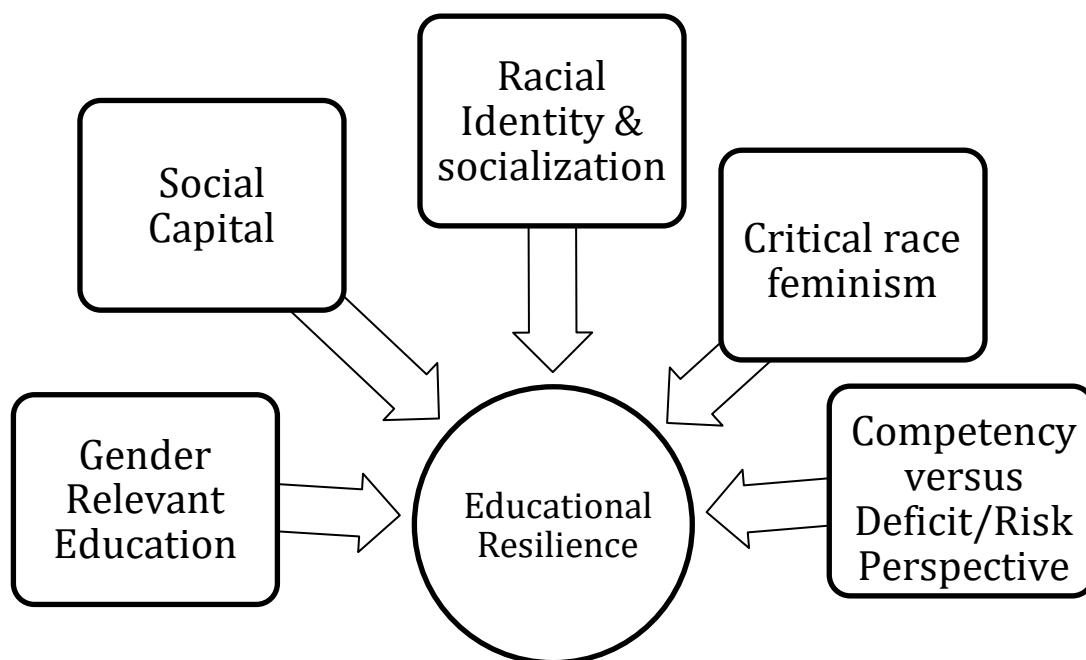 Racial
Identity &
socialization
Social
Capital
Critical race
feminism
Gender
Relevant
Education
Educational
Resilience
Competency
versus
Deficit/Risk
Perspective